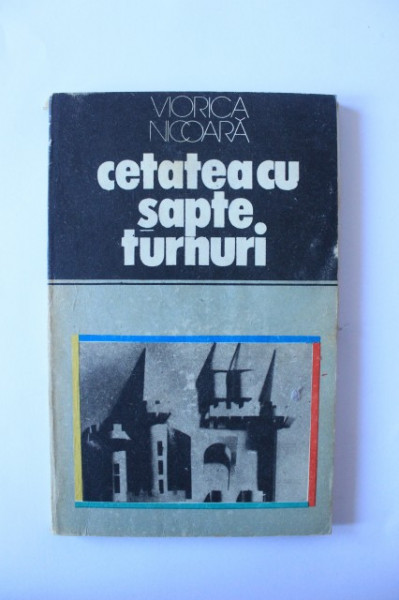 VIORICA
NICOARĂ
cetatea cu
șapte
turnuri